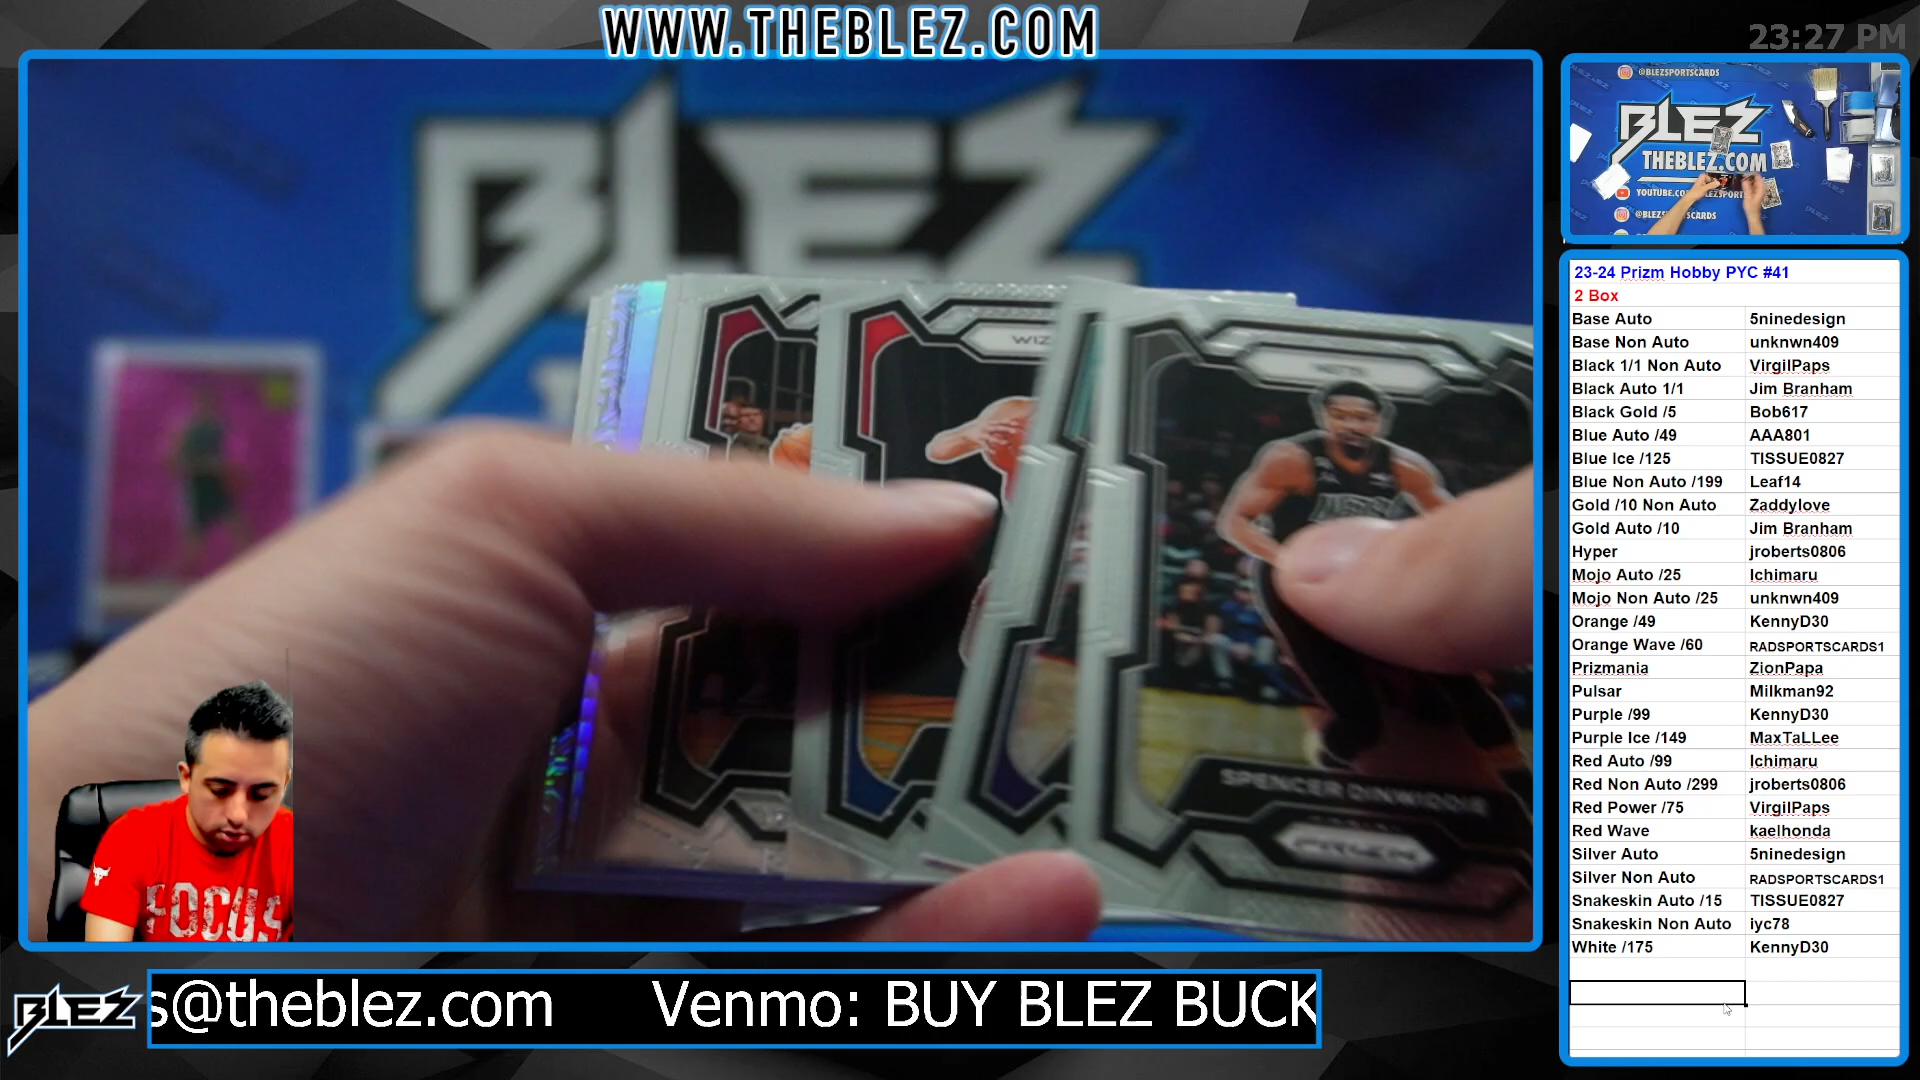 WWW.THEBLEZ.COM
23:27 PM
BLEZ
WIZ
NETS
SPENCER DINWIDDIE
PRIZM
FOCUS
@BLEZSPORTSCARDS
BLEZ
THEBLEZ.COM
@BLEZ
23-24 Prizm Hobby PYC #41
2 Box
Base Auto 5ninedesign
Base Non Auto unknwn409
Black 1/1 Non Auto VirgilPaps
Black Auto 1/1 Jim Branham
Black Gold /5 Bob617
Blue Auto /49 AAA801
Blue Ice /125 TISSUE0827
Blue Non Auto /199 Leaf14
Gold /10 Non Auto Zaddylove
Gold Auto /10 Jim Branham
Hyper jroberts0806
Mojo Auto /25 Ichimaru
Mojo Non Auto /25 unknwn409
Orange /49 KennyD30
Orange Wave /60 RADSPORTSCARDS1
Prizmania ZionPapa
Pulsar Milkman92
Purple /99 KennyD30
Purple Ice /149 MaxTaLLee
Red Auto /99 Ichimaru
Red Non Auto /299 jroberts0806
Red Power /75 VirgilPaps
Red Wave kaelhonda
Silver Auto 5ninedesign
Silver Non Auto RADSPORTSCARDS1
Snakeskin Auto /15 TISSUE0827
Snakeskin Non Auto iyc78
White /175 KennyD30
BLEZ
s@theblez.com Venmo: BUY BLEZ BUCK